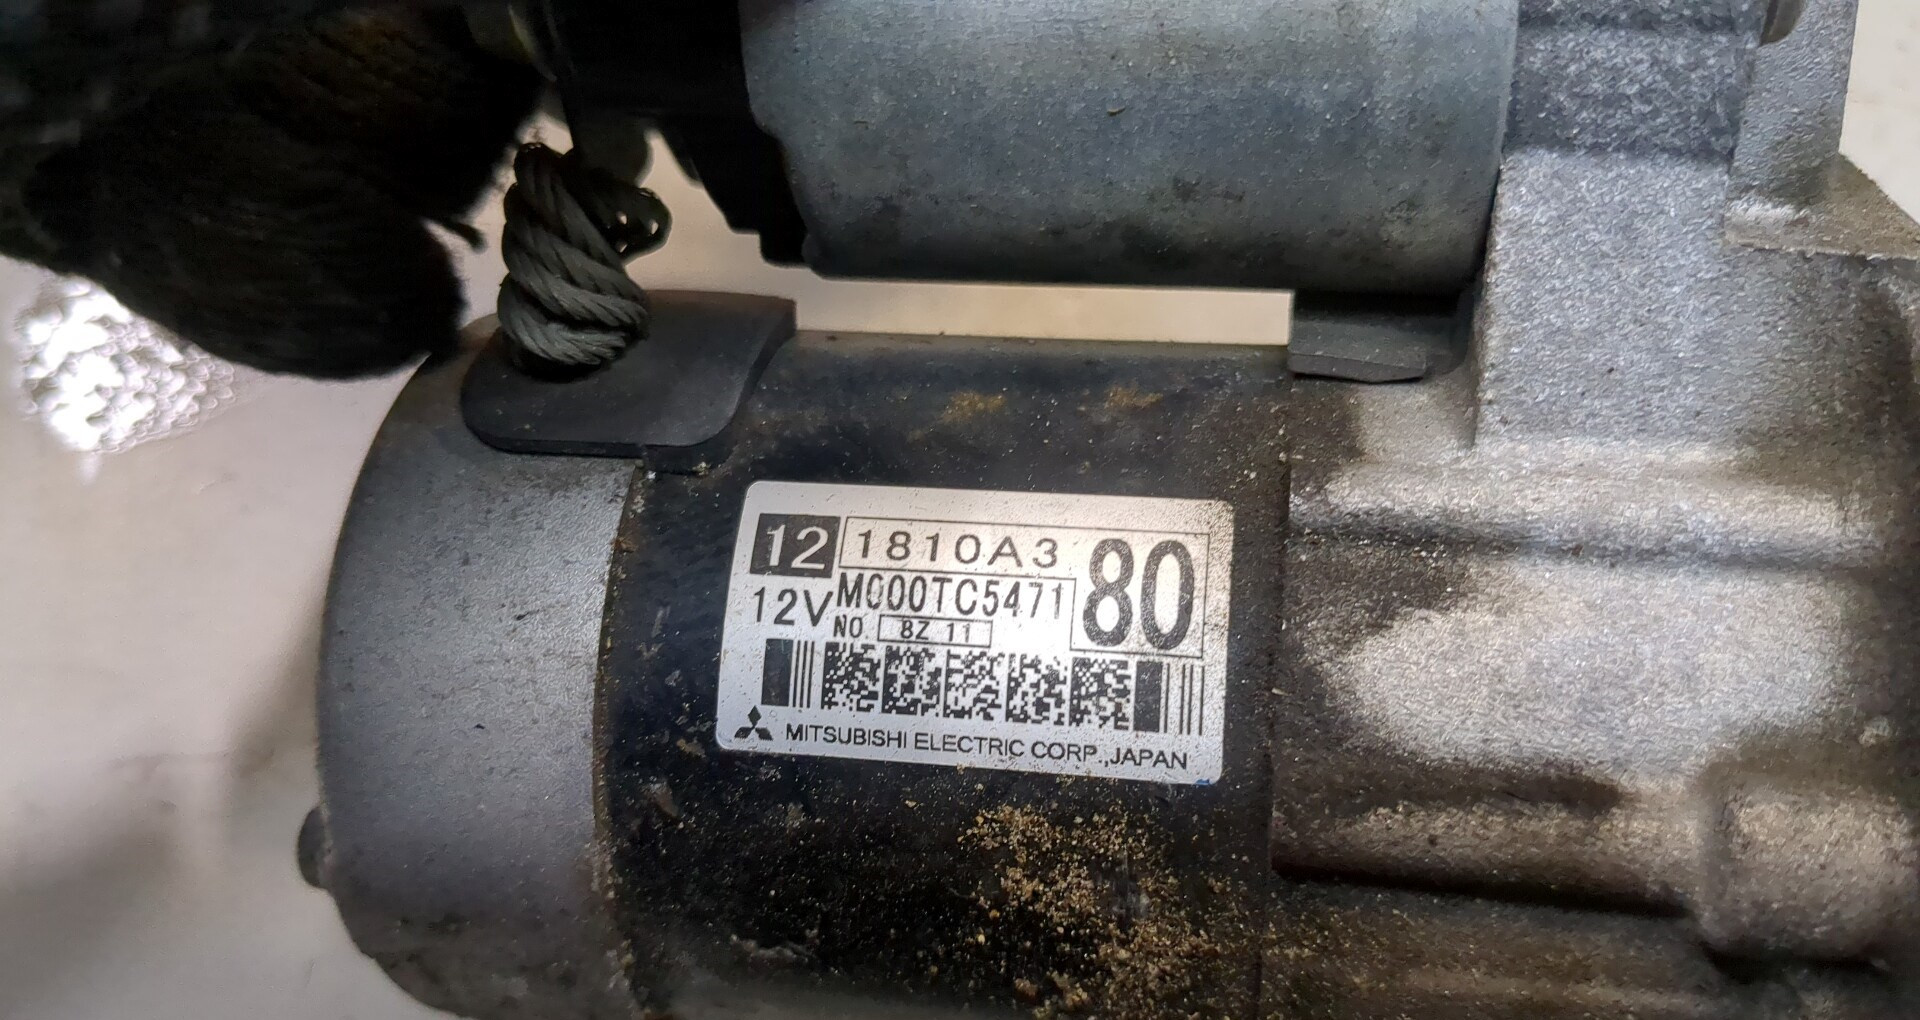 12 1810A3 80
12V M000TC5471
NO. 8Z 11
MITSUBISHI ELECTRIC CORP.,JAPAN